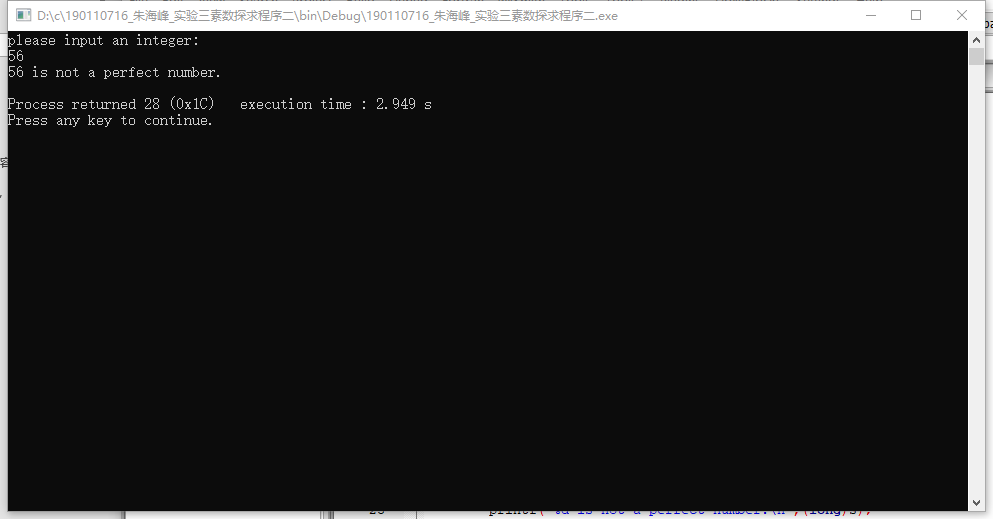 D:\c\190110716_朱海峰_实验三素数探求程序二\bin\Debug\190110716_朱海峰_实验三素数探求程序二.exe
please input an integer:
56
56 is not a perfect number.
Process returned 28 (0x1C)   execution time : 2.949 s
Press any key to continue.